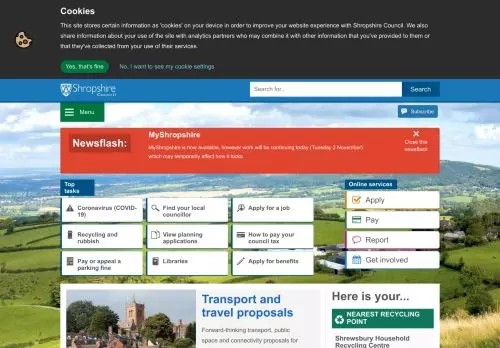 Cookies
This site stores certain information as 'cookies' on your device in order to improve your website experience with Shropshire Council. We also
share information about your use of the site with analytics partners who may combine it with other information that you've provided to them or
that they've collected from your use of their services.
Yes, that's fine
No, I want to see my cookie settings
Shropshire
Council
Search for..
Search
Menu
Subscribe
Newsflash:
MyShropshire
MyShropshire is now available, however work will be continuing today (Tuesday 2 November)
which may temporarily affect how it looks.
Close this
newsflash
Top
tasks
Coronavirus (COVID-
19)
Find your local
councillor
Apply for a job
Recycling and
rubbish
View planning
applications
How to pay your
council tax
Pay or appeal a
parking fine
Libraries
Apply for benefits
Online services
Apply
Pay
Report
Get involved
Transport and
travel proposals
Forward-thinking transport, public
space and connectivity proposals for
Here is your...
NEAREST RECYCLING
POINT
Shrewsbury Household
Recycling Centre